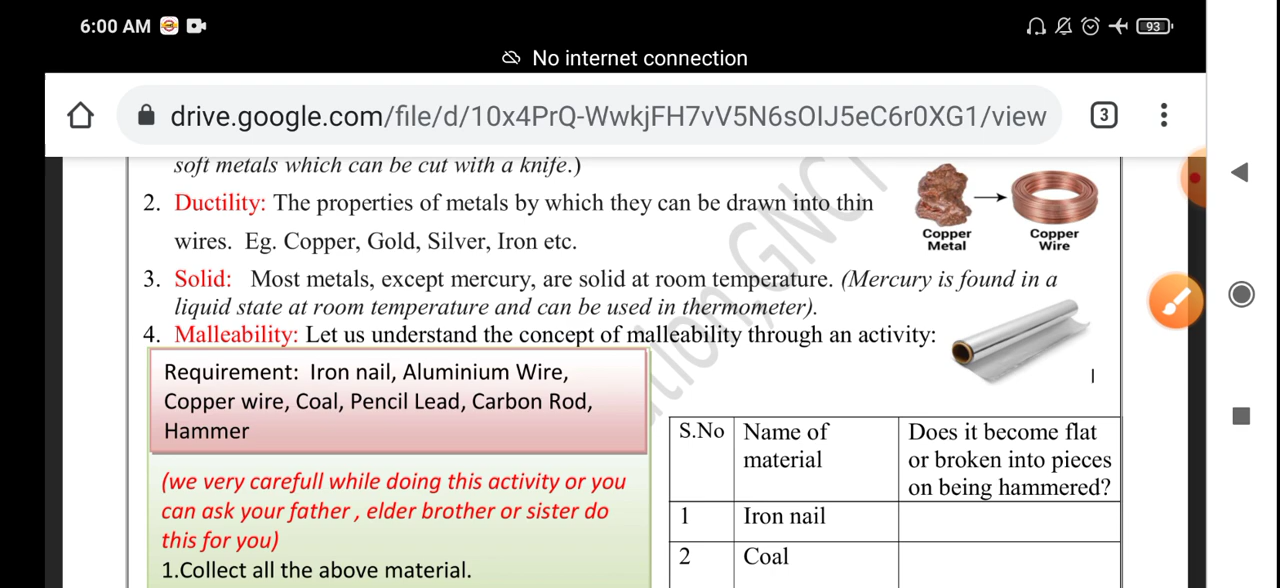 6:00 AM
93
No internet connection
drive.google.com/file/d/10x4PrQ-WwkjFH7vV5N6sOIJ5eC6r0XG1/view
3
soft metals which can be cut with a knife.)
2. Ductility: The properties of metals by which they can be drawn into thin
wires. Eg. Copper, Gold, Silver, Iron etc.
Copper
Metal
Copper
Wire
3. Solid: Most metals, except mercury, are solid at room temperature. (Mercury is found in a
liquid state at room temperature and can be used in thermometer).
4. Malleability: Let us understand the concept of malleability through an activity:
Requirement: Iron nail, Aluminium Wire,
Copper wire, Coal, Pencil Lead, Carbon Rod,
Hammer
(we very carefull while doing this activity or you
can ask your father , elder brother or sister do
this for you)
1.Collect all the above material.
S.No Name of material Does it become flat or broken into pieces on being hammered?
1 Iron nail
2 Coal